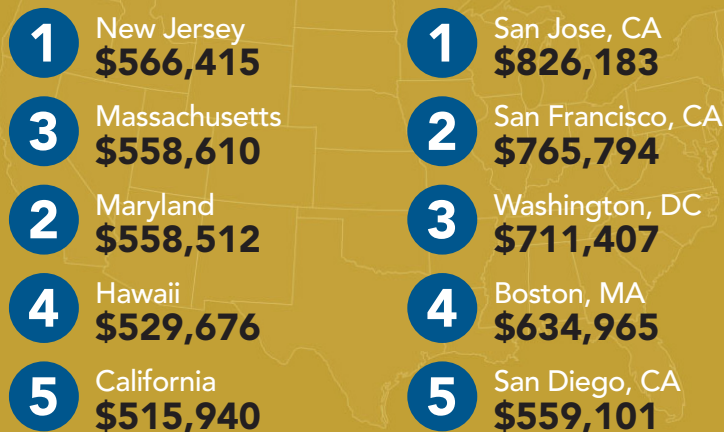 1
New Jersey
$566,415
3
Massachusetts
$558,610
2
Maryland
$558,512
4
Hawaii
$529,676
5
California
$515,940
1
San Jose, CA
$826,183
2
San Francisco, CA
$765,794
3
Washington, DC
$711,407
4
Boston, MA
$634,965
5
San Diego, CA
$559,101